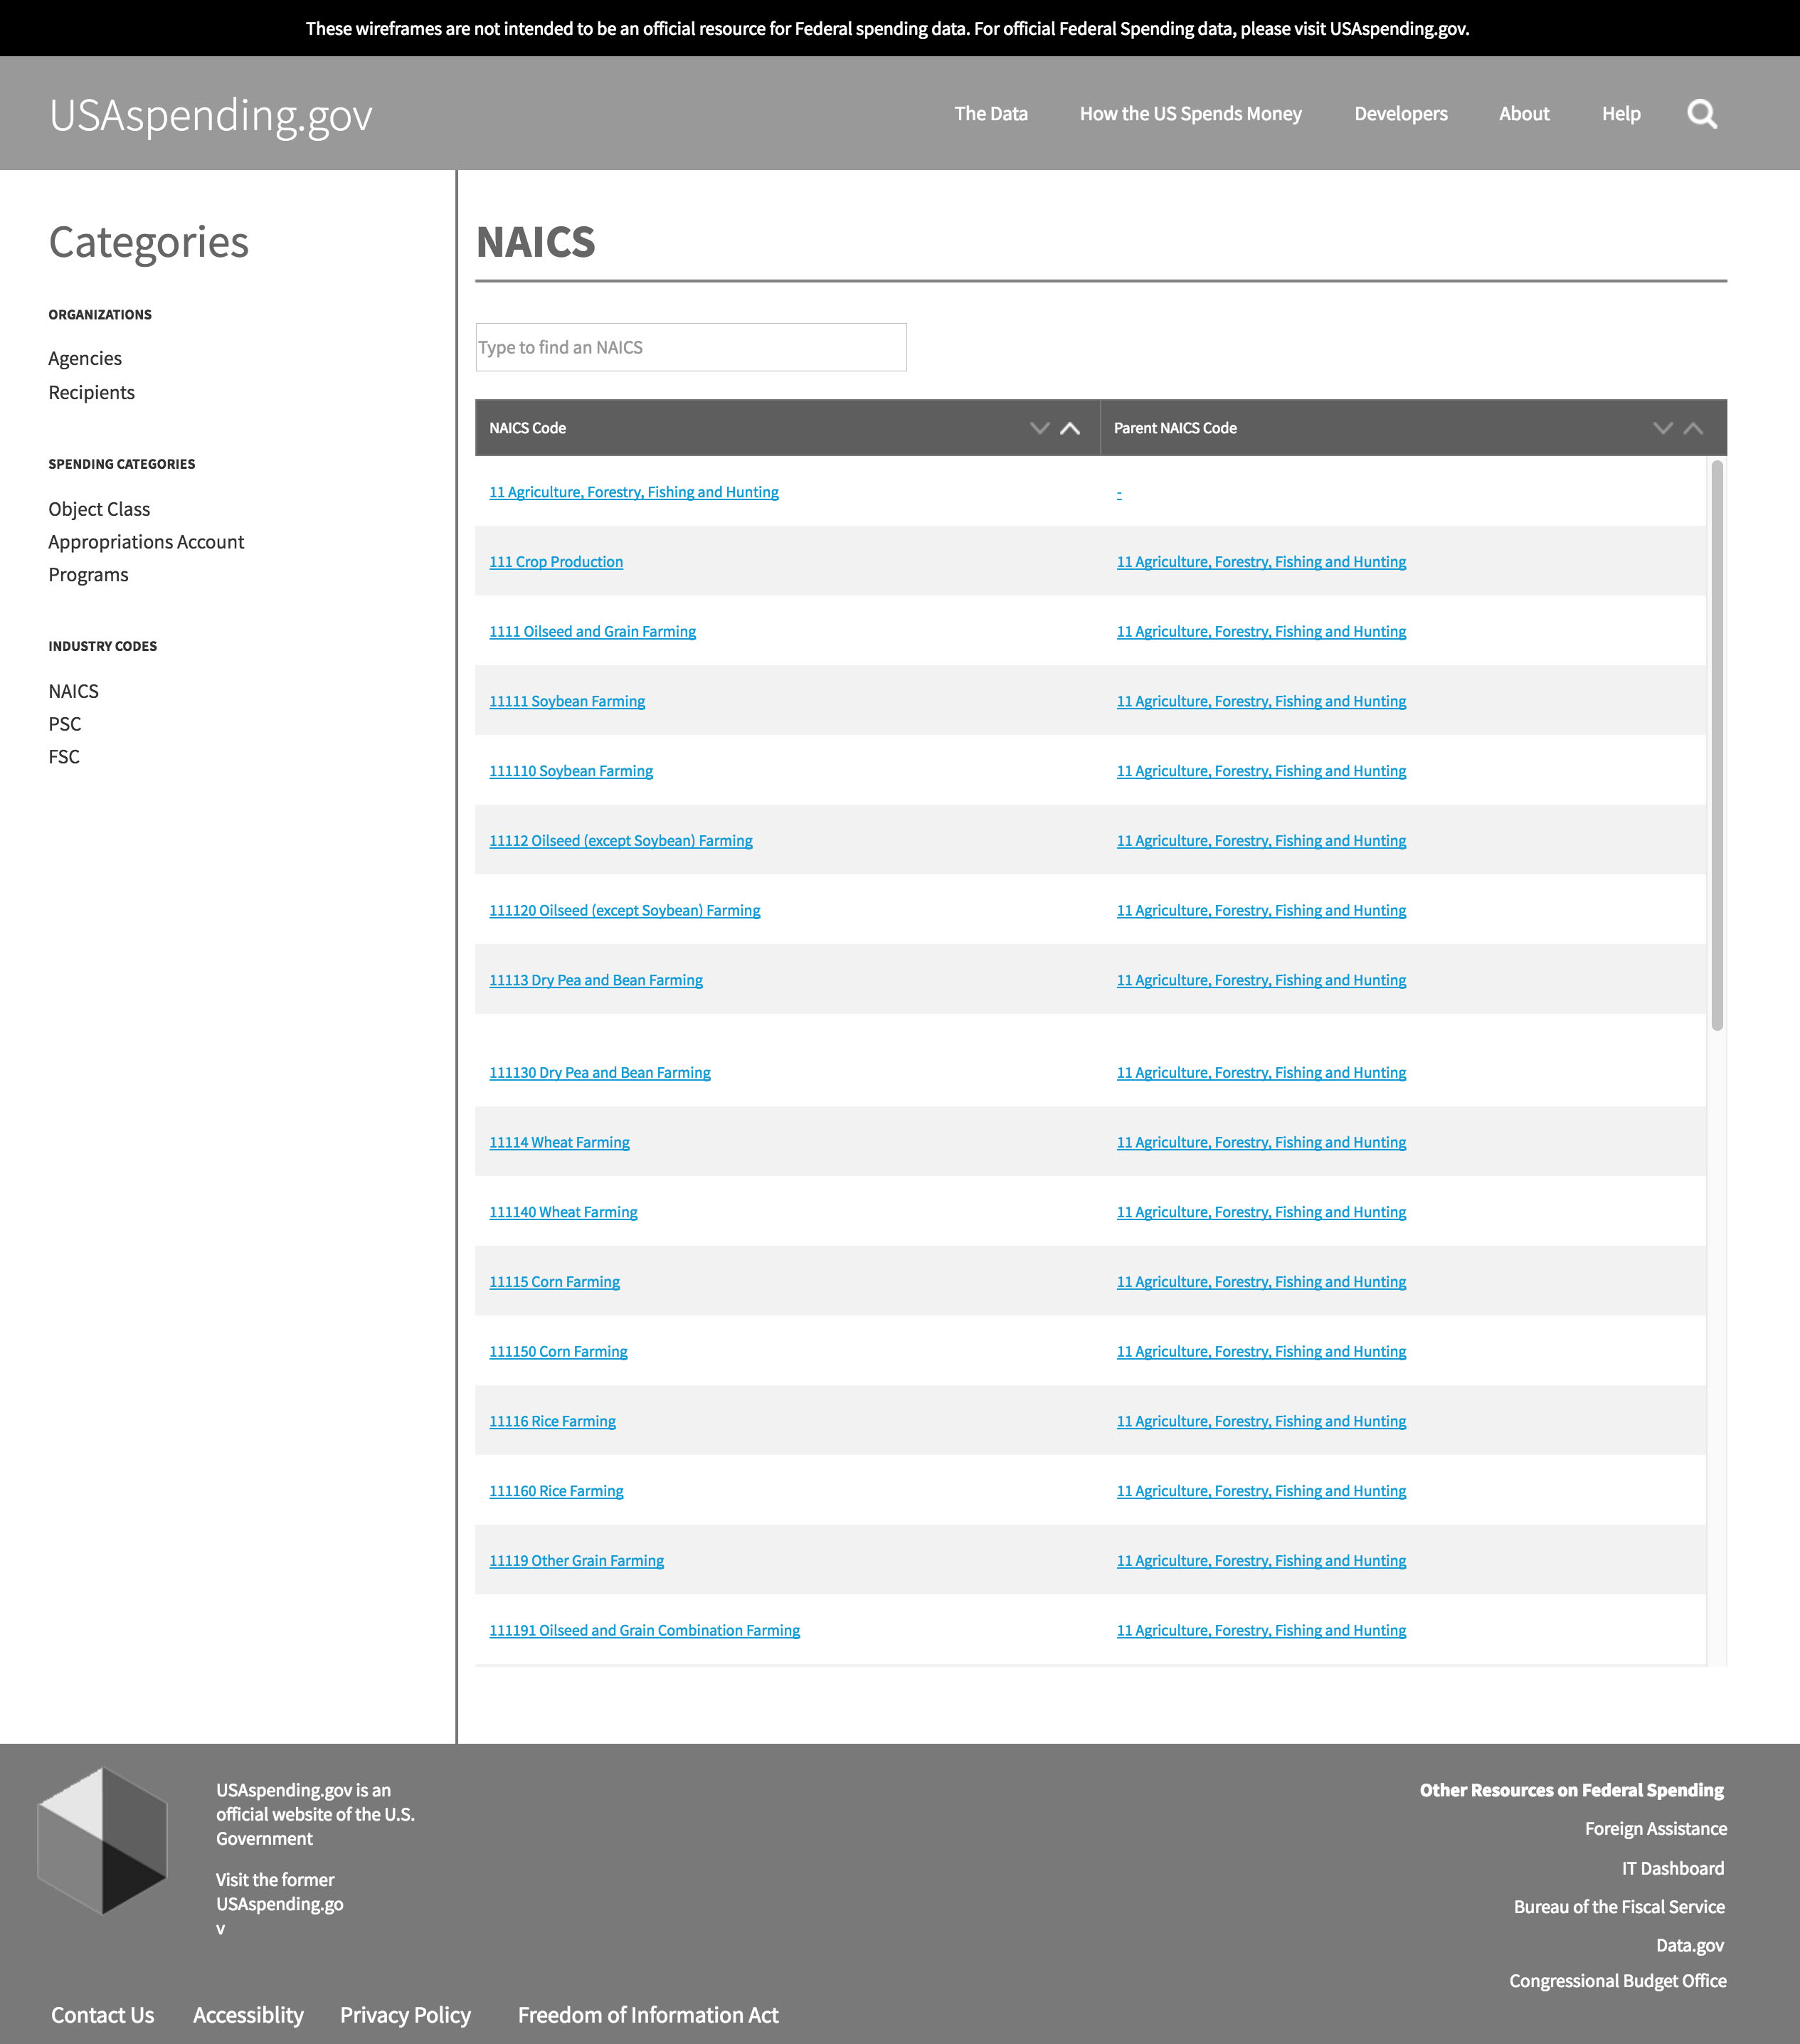 These wireframes are not intended to be an official resource for Federal spending data. For official Federal Spending data, please visit USAspending.gov.
USAspending.gov
The Data
How the US Spends Money
Developers
About
Help
Categories
ORGANIZATIONS
Agencies
Recipients
SPENDING CATEGORIES
Object Class
Appropriations Account
Programs
INDUSTRY CODES
NAICS
PSC
FSC
NAICS
Type to find an NAICS
NAICS Code
Parent NAICS Code
11 Agriculture, Forestry, Fishing and Hunting
-
111 Crop Production
11 Agriculture, Forestry, Fishing and Hunting
1111 Oilseed and Grain Farming
11 Agriculture, Forestry, Fishing and Hunting
11111 Soybean Farming
11 Agriculture, Forestry, Fishing and Hunting
111110 Soybean Farming
11 Agriculture, Forestry, Fishing and Hunting
11112 Oilseed (except Soybean) Farming
11 Agriculture, Forestry, Fishing and Hunting
111120 Oilseed (except Soybean) Farming
11 Agriculture, Forestry, Fishing and Hunting
11113 Dry Pea and Bean Farming
11 Agriculture, Forestry, Fishing and Hunting
111130 Dry Pea and Bean Farming
11 Agriculture, Forestry, Fishing and Hunting
11114 Wheat Farming
11 Agriculture, Forestry, Fishing and Hunting
111140 Wheat Farming
11 Agriculture, Forestry, Fishing and Hunting
11115 Corn Farming
11 Agriculture, Forestry, Fishing and Hunting
111150 Corn Farming
11 Agriculture, Forestry, Fishing and Hunting
11116 Rice Farming
11 Agriculture, Forestry, Fishing and Hunting
111160 Rice Farming
11 Agriculture, Forestry, Fishing and Hunting
11119 Other Grain Farming
11 Agriculture, Forestry, Fishing and Hunting
111191 Oilseed and Grain Combination Farming
11 Agriculture, Forestry, Fishing and Hunting
USAspending.gov is an
official website of the U.S.
Government
Visit the former
USAspending.go
v
Other Resources on Federal Spending
Foreign Assistance
IT Dashboard
Bureau of the Fiscal Service
Data.gov
Congressional Budget Office
Contact Us
Accessiblity
Privacy Policy
Freedom of Information Act